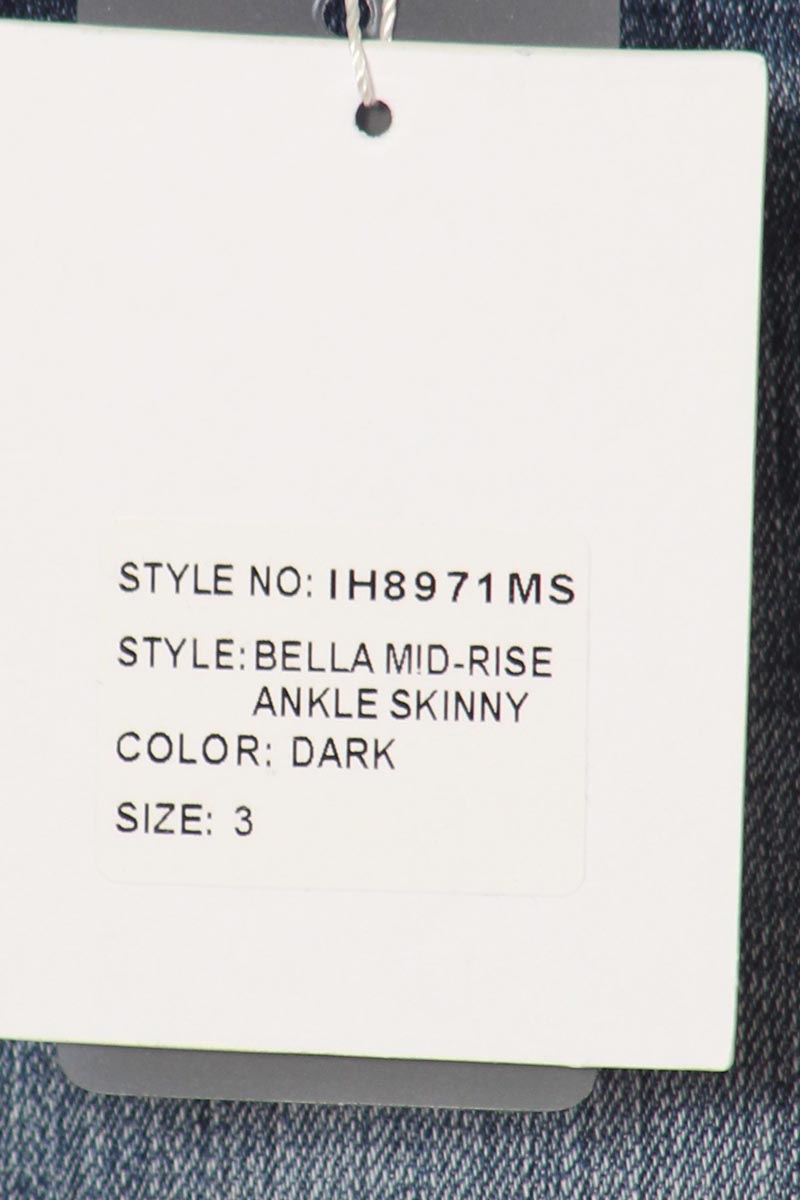 STYLE NO: IH8971MS
STYLE: BELLA MID-RISE
ANKLE SKINNY
COLOR: DARK
SIZE: 3